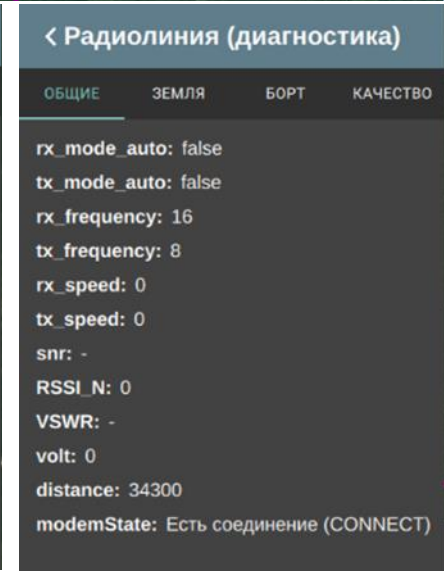 < Радиолиния (диагностика)
ОБЩИЕ ЗЕМЛЯ БОРТ КАЧЕСТВО
rx_mode_auto: false
tx_mode_auto: false
rx_frequency: 16
tx_frequency: 8
rx_speed: 0
tx_speed: 0
snr: -
RSSI_N: 0
VSWR: -
volt: 0
distance: 34300
modemState: Есть соединение (CONNECT)